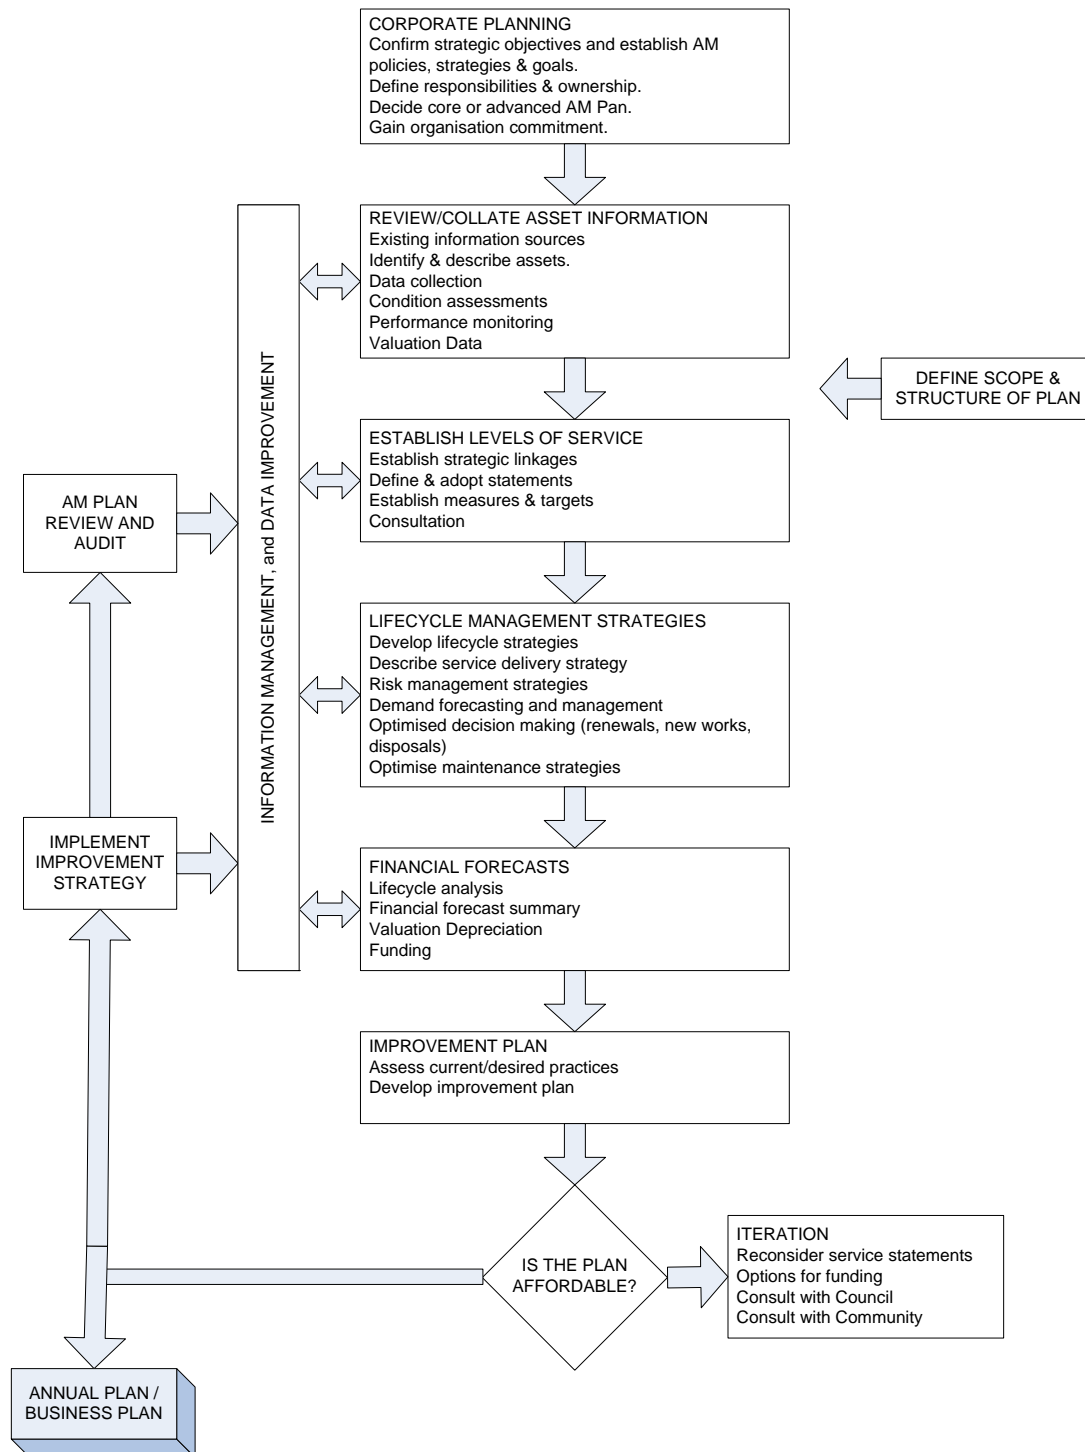 CORPORATE PLANNING
Confirm strategic objectives and establish AM
policies, strategies & goals.
Define responsibilities & ownership.
Decide core or advanced AM Pan.
Gain organisation commitment.
REVIEW/COLLATE ASSET INFORMATION
Existing information sources
Identify & describe assets.
Data collection
Condition assessments
Performance monitoring
Valuation Data
INFORMATION MANAGEMENT, and DATA IMPROVEMENT
DEFINE SCOPE &
STRUCTURE OF PLAN
ESTABLISH LEVELS OF SERVICE
Establish strategic linkages
Define & adopt statements
Establish measures & targets
Consultation
AM PLAN
REVIEW AND
AUDIT
LIFECYCLE MANAGEMENT STRATEGIES
Develop lifecycle strategies
Describe service delivery strategy
Risk management strategies
Demand forecasting and management
Optimised decision making (renewals, new works,
disposals)
Optimise maintenance strategies
IMPLEMENT
IMPROVEMENT
STRATEGY
FINANCIAL FORECASTS
Lifecycle analysis
Financial forecast summary
Valuation Depreciation
Funding
IMPROVEMENT PLAN
Assess current/desired practices
Develop improvement plan
IS THE PLAN
AFFORDABLE?
ITERATION
Reconsider service statements
Options for funding
Consult with Council
Consult with Community
ANNUAL PLAN /
BUSINESS PLAN